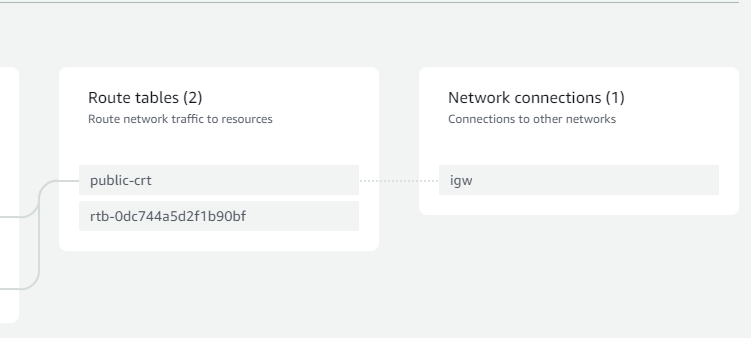 Route tables (2)
Route network traffic to resources
public-crt
rtb-0dc744a5d2f1b90bf
Network connections (1)
Connections to other networks
igw